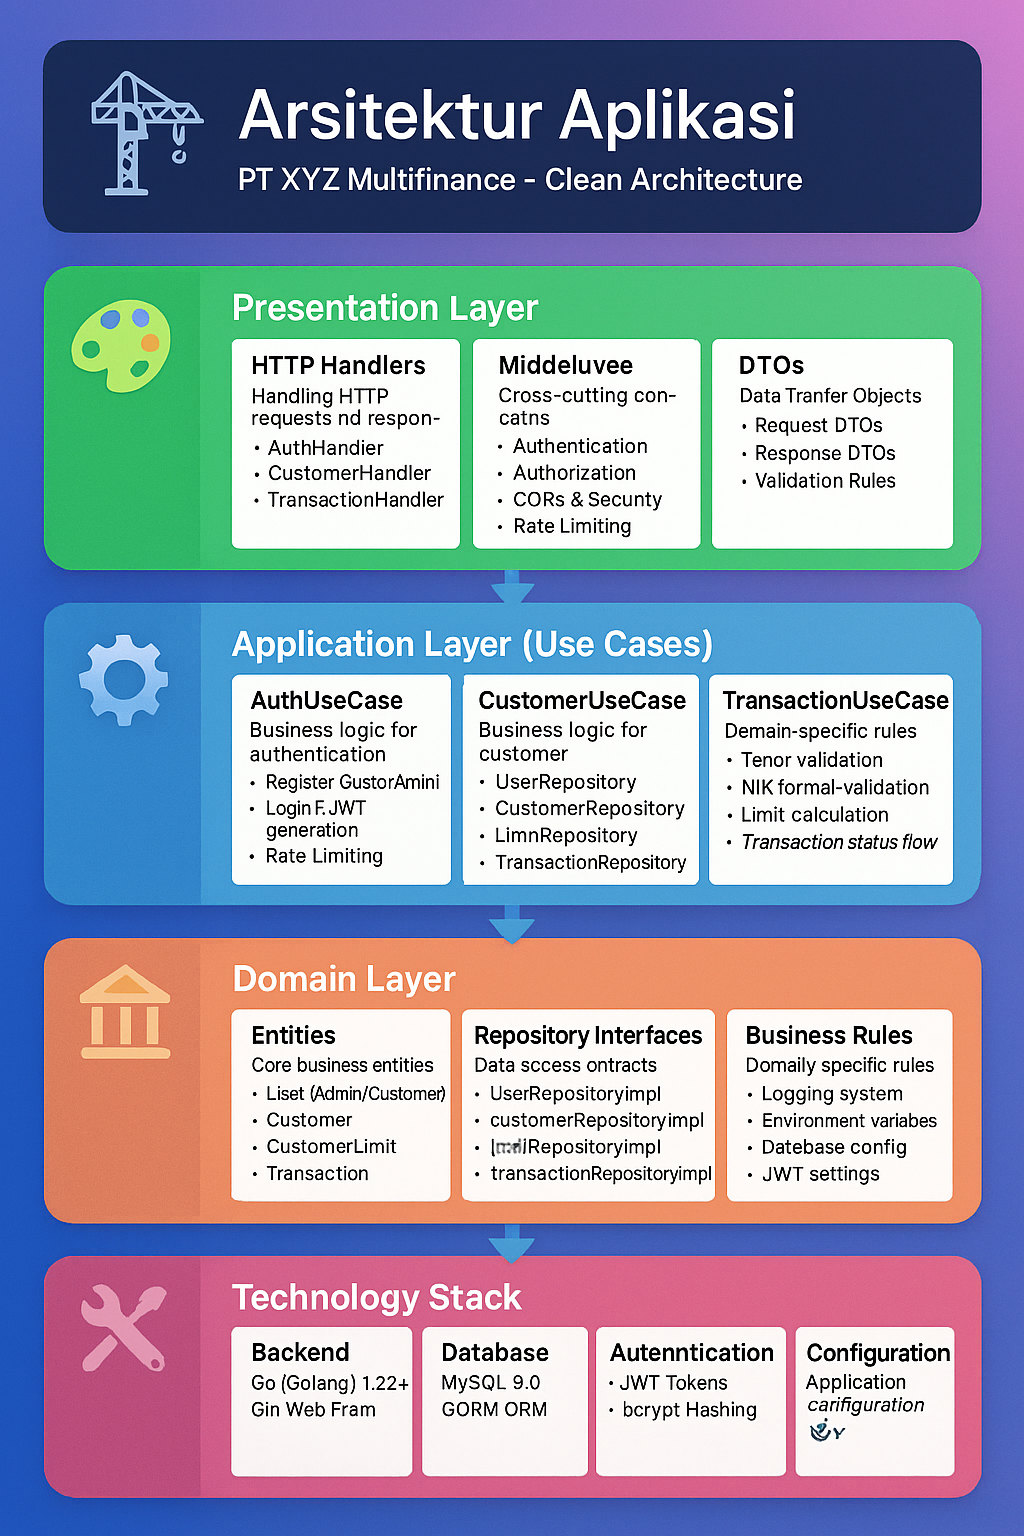 Arsitektur Aplikasi
PT XYZ Multifinance - Clean Architecture
Presentation Layer
HTTP Handlers
Handling HTTP
requests nd respon-
• AuthHandier
• CustomerHandler
• TransactionHandler
Middeluvee
Cross-cutting con-
catns
• Authentication
• Authorization
• CORs & Securıty
• Rate Limiting
DTOs
Data Tranfer Objects
• Request DTOs
• Response DTOs
• Validation Rules
Application Layer (Use Cases)
AuthUseCase
Business logic for
authentication
• Register GustorAmini
• Login F. JWT
generation
• Rate Limiting
CustomerUseCase
Business logic for
customer
• UserRepository
• CustomerRepository
• LimnRepository
• TransactionRepository
TransactionUseCase
Demain-specific rules
• Tenor validation
• NIK formal-validation
• Limit calculation
• Transaction status flow
Domain Layer
Entities
Core business entities
• Liset (Admin/Customer)
• Customer
• CustomerLimit
• Transaction
Repository Interfaces
Data sccess ontracts
• UserRepositoryimpl
• customerRepositoryimpl
•
• transactionRepositoryimpl
Business Rules
Domaily specific rules
• Logging system
• Environment variabes
• Datebase config
• JWT settings
Technology Stack
Backend
Go (Golang) 1.22+
Gin Web Fram
Database
MySQL 9.0
GORM ORM
Autenntication
• JWT Tokens
• bcrypt Hashing
Configuration
Application
carifiguration